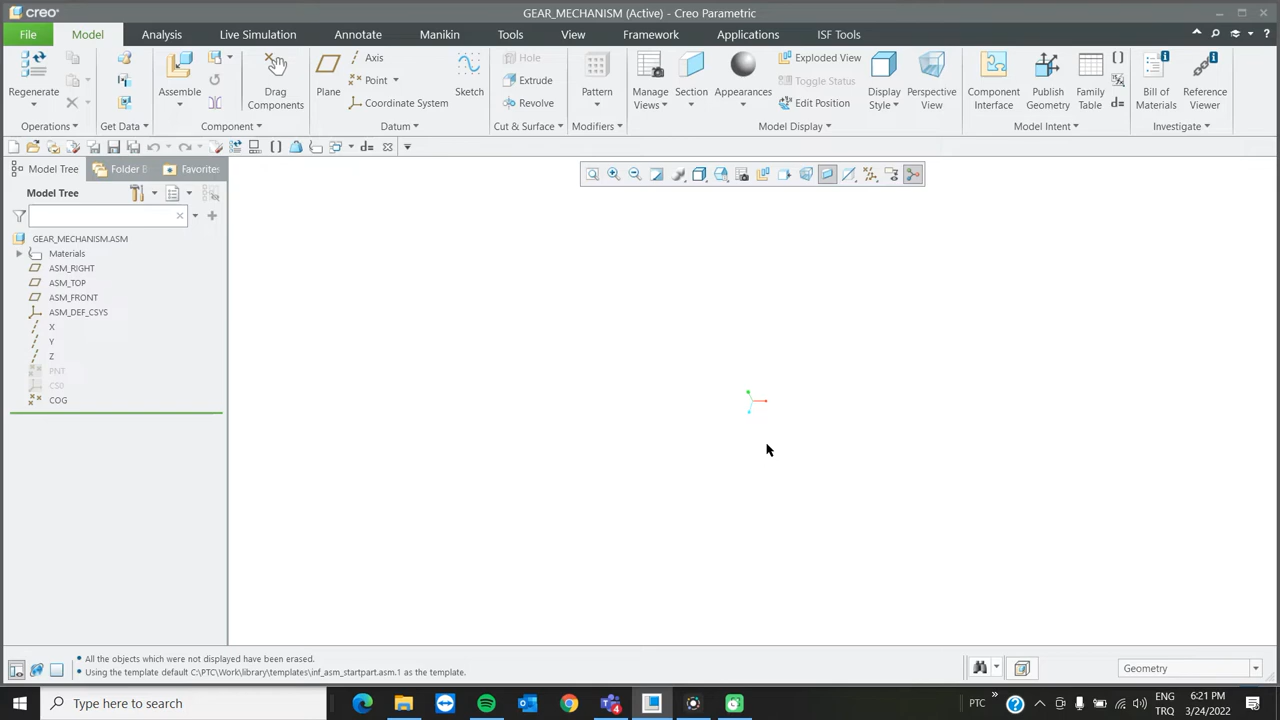 creo
GEAR_MECHANISM (Active) - Creo Parametric
File Model Analysis Live Simulation Annotate Manikin Tools View Framework Applications ISF Tools
Regenerate
Operations
Get Data
Assemble
Drag Components
Component
Plane
Axis
Point
Coordinate System
Sketch
Datum
Hole
Extrude
Revolve
Cut & Surface
Pattern
Modifiers
Manage Views
Section
Appearances
Exploded View
Toggle Status
Edit Position
Display Style
Perspective View
Model Display
Component Interface
Publish Geometry
Family Table
Model Intent
Bill of Materials
Reference Viewer
Investigate
Model Tree Folder B Favorites
Model Tree
GEAR_MECHANISM.ASM
Materials
ASM_RIGHT
ASM_TOP
ASM_FRONT
ASM_DEF_CSYS
X
Y
Z
PNT
CS0
COG
• All the objects which were not displayed have been erased.
• Using the template default C:\PTC\Work\library\templates\inf_asm_startpart.asm.1 as the template.
Geometry
Type here to search
PTC
ENG
TRQ
6:21 PM
3/24/2022